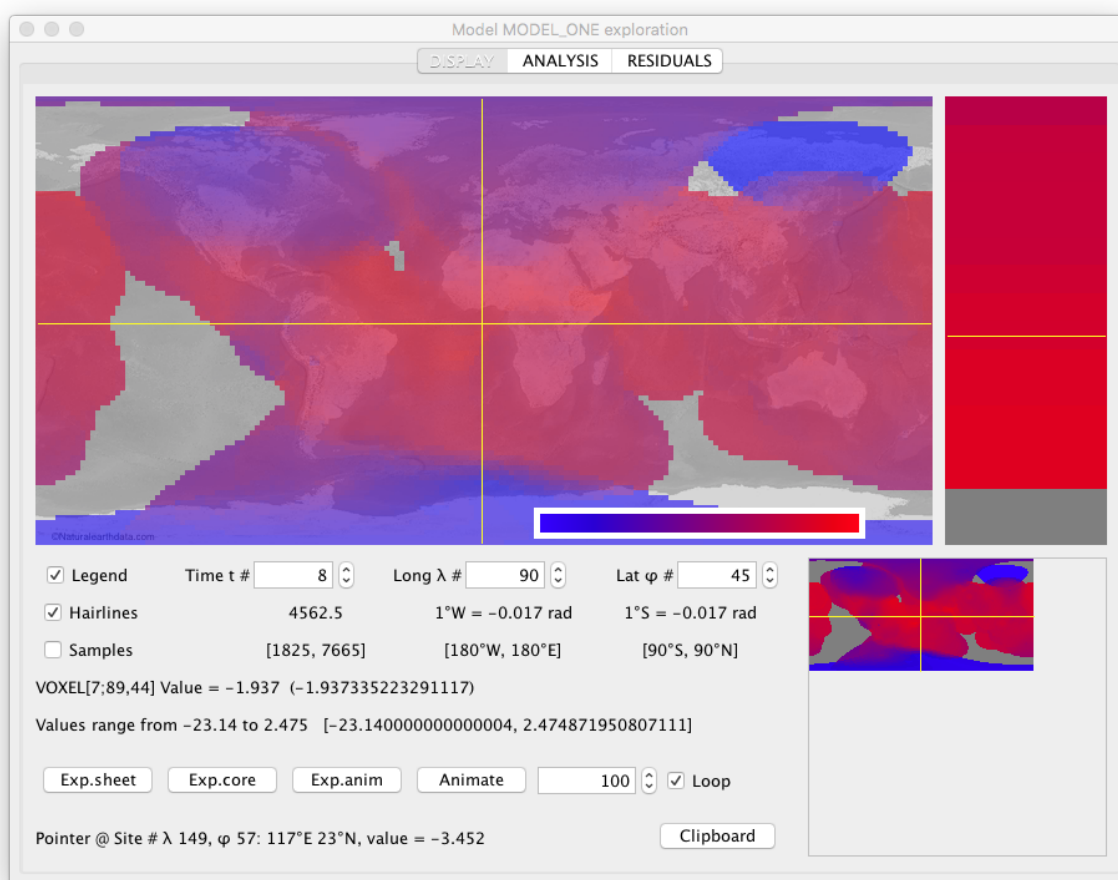 Model MODEL_ONE exploration
DISPLAY ANALYSIS RESIDUALS
©Naturalearthdata.com
Legend Time t # 8 Long λ # 90 Lat φ # 45
Hairlines 4562.5 1°W = −0.017 rad 1°S = −0.017 rad
Samples [1825, 7665] [180°W, 180°E] [90°S, 90°N]
VOXEL[7;89,44] Value = −1.937 (−1.937335223291117)
Values range from −23.14 to 2.475 [−23.140000000000004, 2.474871950807111]
Exp.sheet Exp.core Exp.anim Animate 100 Loop
Pointer @ Site # λ 149, φ 57: 117°E 23°N, value = −3.452 Clipboard